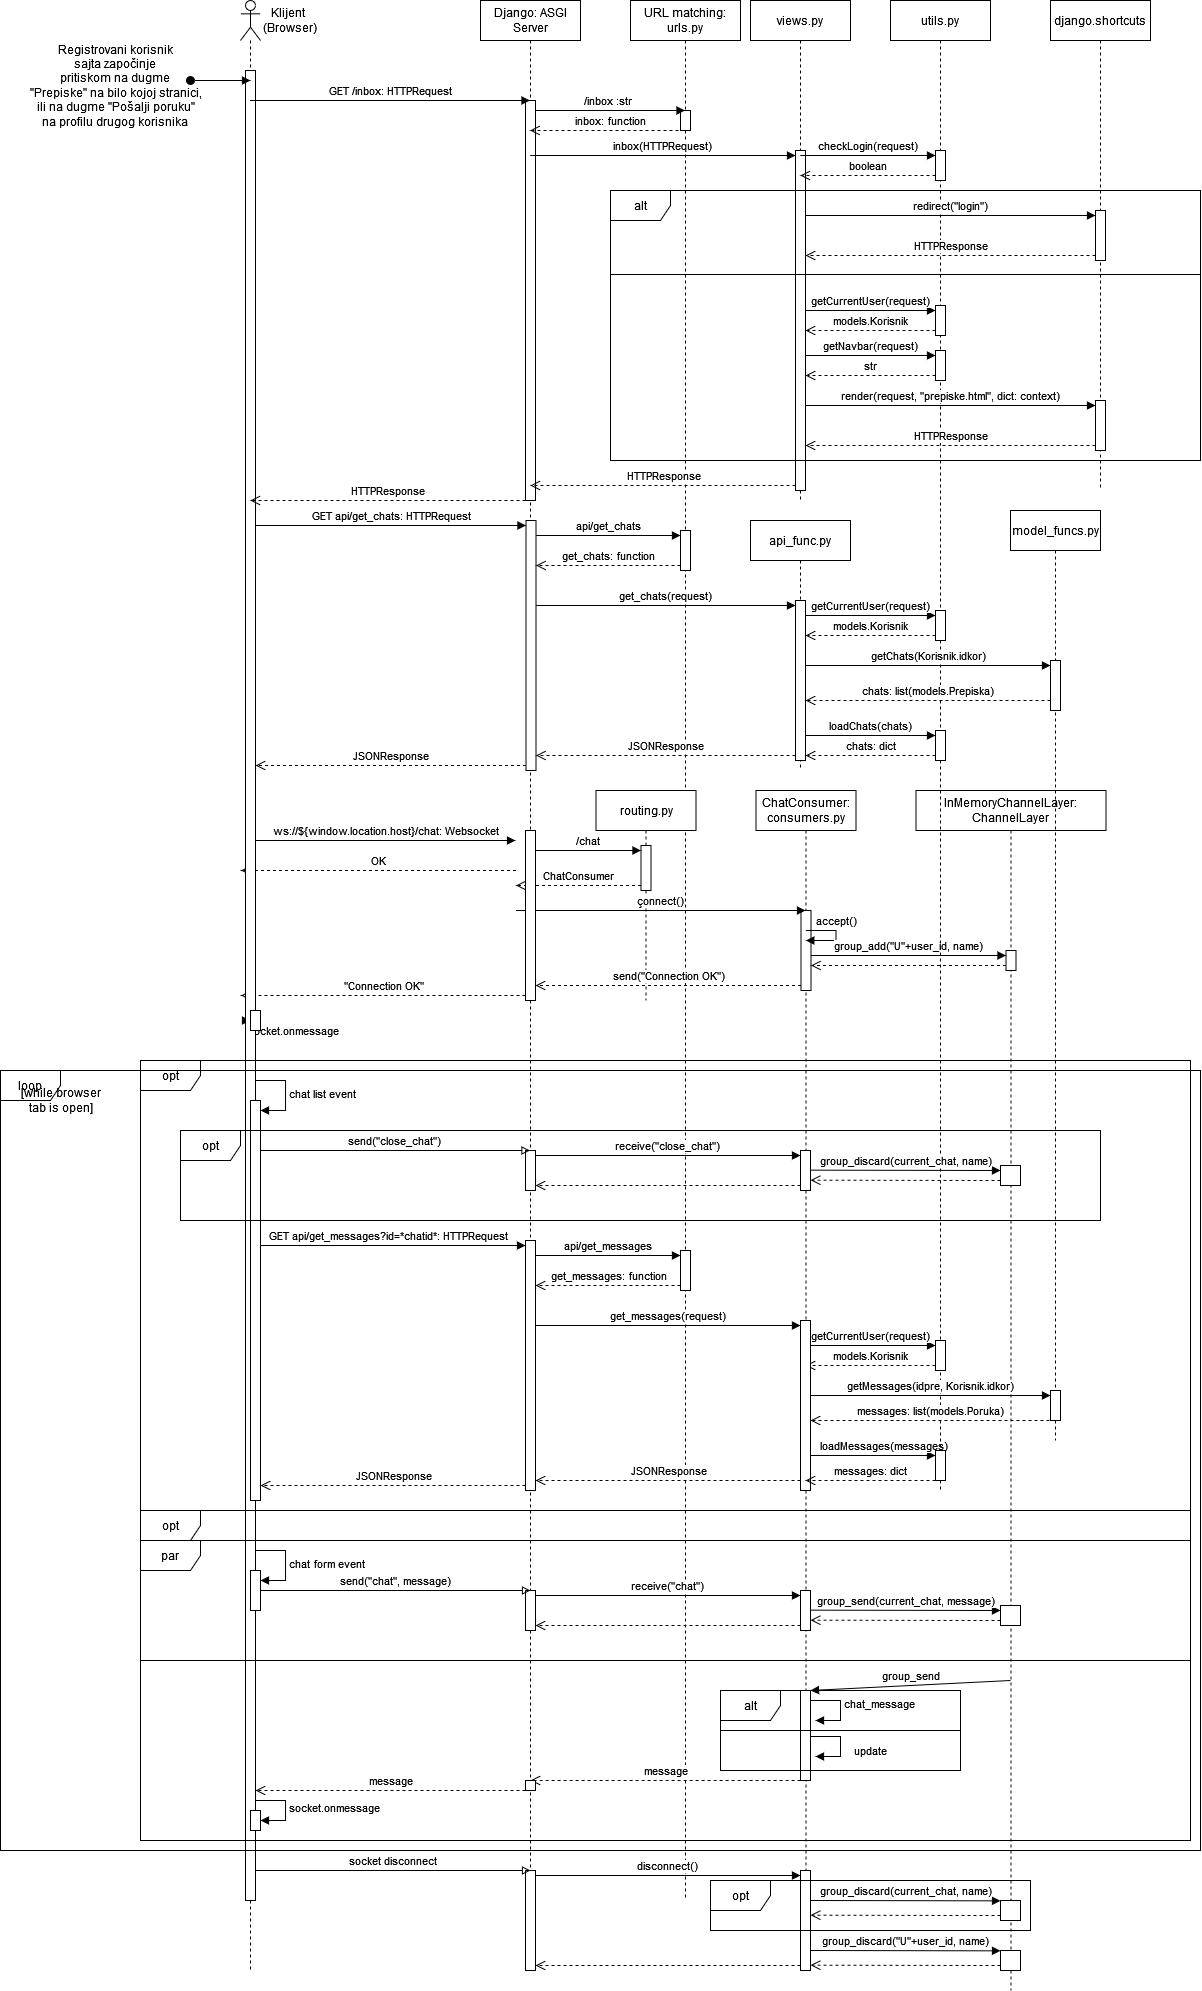 Klijent
(Browser)
Django: ASGI
Server
URL matching:
urls.py
views.py
utils.py
django.shortcuts
Registrovani korisnik
sajta započinje
pritiskom na dugme
"Prepiske" na bilo kojoj stranici,
ili na dugme "Pošalji poruku"
na profilu drugog korisnika
GET /inbox: HTTPRequest
/inbox :str
inbox: function
inbox(HTTPRequest)
checkLogin(request)
boolean
alt
redirect("login")
HTTPResponse
getCurrentUser(request)
models.Korisnik
getNavbar(request)
str
render(request, "prepiske.html", dict: context)
HTTPResponse
HTTPResponse
HTTPResponse
GET api/get_chats: HTTPRequest
api/get_chats
get_chats: function
api_func.py
model_funcs.py
get_chats(request)
getCurrentUser(request)
models.Korisnik
getChats(Korisnik.idkor)
chats: list(models.Prepiska)
loadChats(chats)
chats: dict
JSONResponse
JSONResponse
routing.py
ChatConsumer:
consumers.py
InMemoryChannelLayer:
ChannelLayer
ws://${window.location.host}/chat: Websocket
/chat
OK
ChatConsumer
connect()
accept()
group_add("U"+user_id, name)
send("Connection OK")
"Connection OK"
cket.onmessage
opt
loop
[while browser
tab is open]
chat list event
opt
send("close_chat")
receive("close_chat")
group_discard(current_chat, name)
GET api/get_messages?id=*chatid*: HTTPRequest
api/get_messages
get_messages: function
get_messages(request)
getCurrentUser(request)
models.Korisnik
getMessages(idpre, Korisnik.idkor)
messages: list(models.Poruka)
loadMessages(messages)
messages: dict
JSONResponse
JSONResponse
opt
par
chat form event
send("chat", message)
receive("chat")
group_send(current_chat, message)
group_send
alt
chat_message
update
message
message
socket.onmessage
socket disconnect
disconnect()
opt
group_discard(current_chat, name)
group_discard("U"+user_id, name)